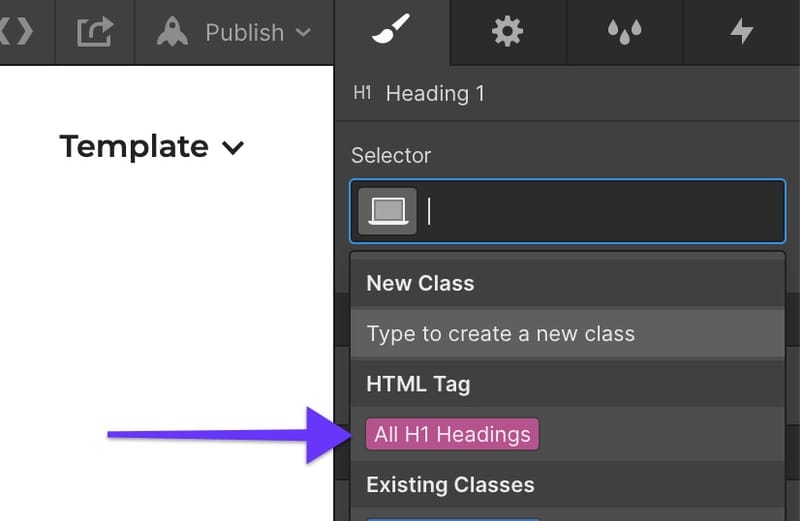 Publish
H1 Heading 1
Template
Selector
New Class
Type to create a new class
HTML Tag
All H1 Headings
Existing Classes